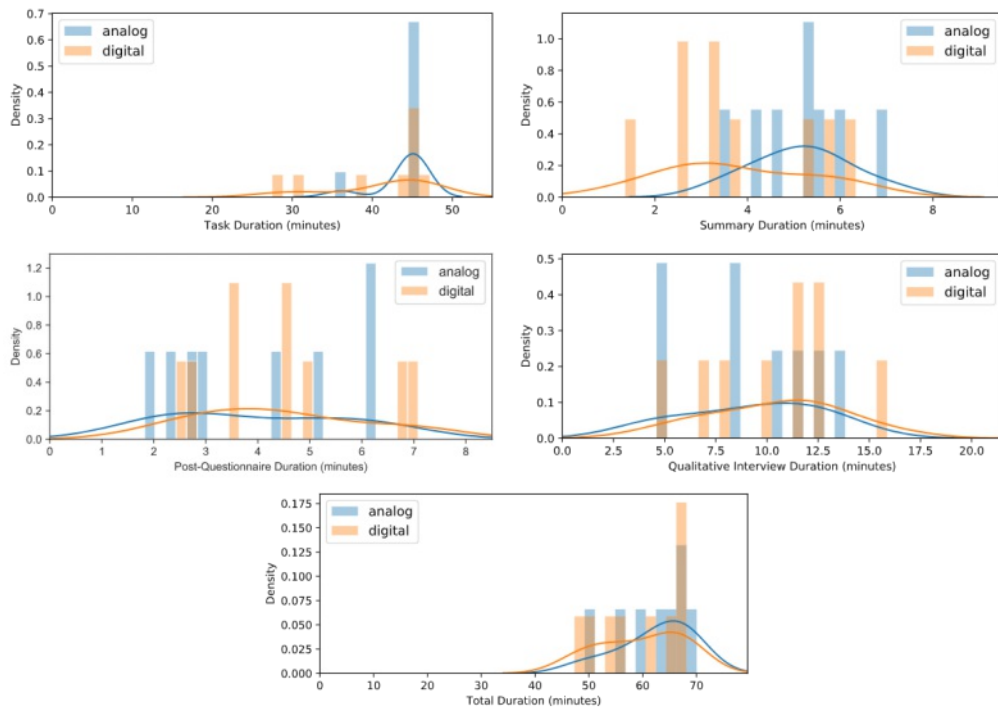 analog
digital
Density
0.7
0.6
0.5
0.4
0.3
0.2
0.1
0.0
0 10 20 30 40 50
Task Duration (minutes)
analog
digital
Density
1.0
0.8
0.6
0.4
0.2
0.0
0 2 4 6 8
Summary Duration (minutes)
analog
digital
Density
1.2
1.0
0.8
0.6
0.4
0.2
0.0
0 1 2 3 4 5 6 7 8
Post-Questionnaire Duration (minutes)
analog
digital
Density
0.5
0.4
0.3
0.2
0.1
0.0
0.0 2.5 5.0 7.5 10.0 12.5 15.0 17.5 20.0
Qualitative Interview Duration (minutes)
analog
digital
Density
0.175
0.150
0.125
0.100
0.075
0.050
0.025
0.000
0 10 20 30 40 50 60 70
Total Duration (minutes)